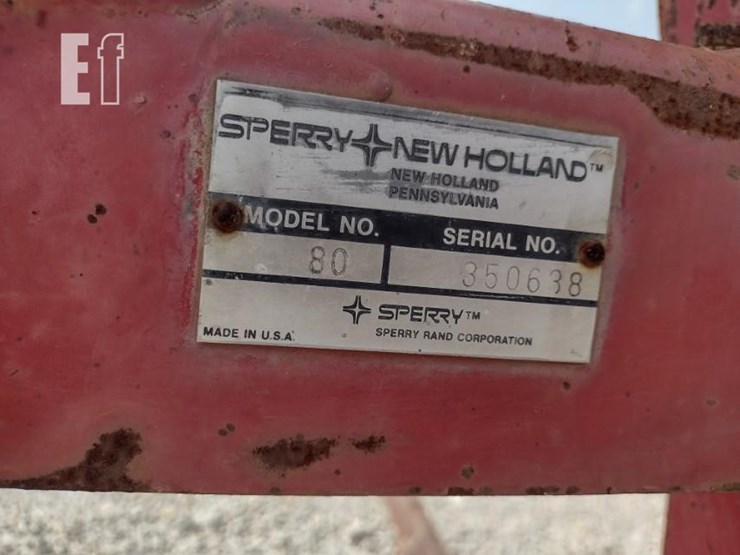 Ef
SPERRY NEW HOLLAND™
NEW HOLLAND
PENNSYLVANIA
MODEL NO. SERIAL NO.
80 350638
SPERRY™
MADE IN U.S.A. SPERRY RAND CORPORATION